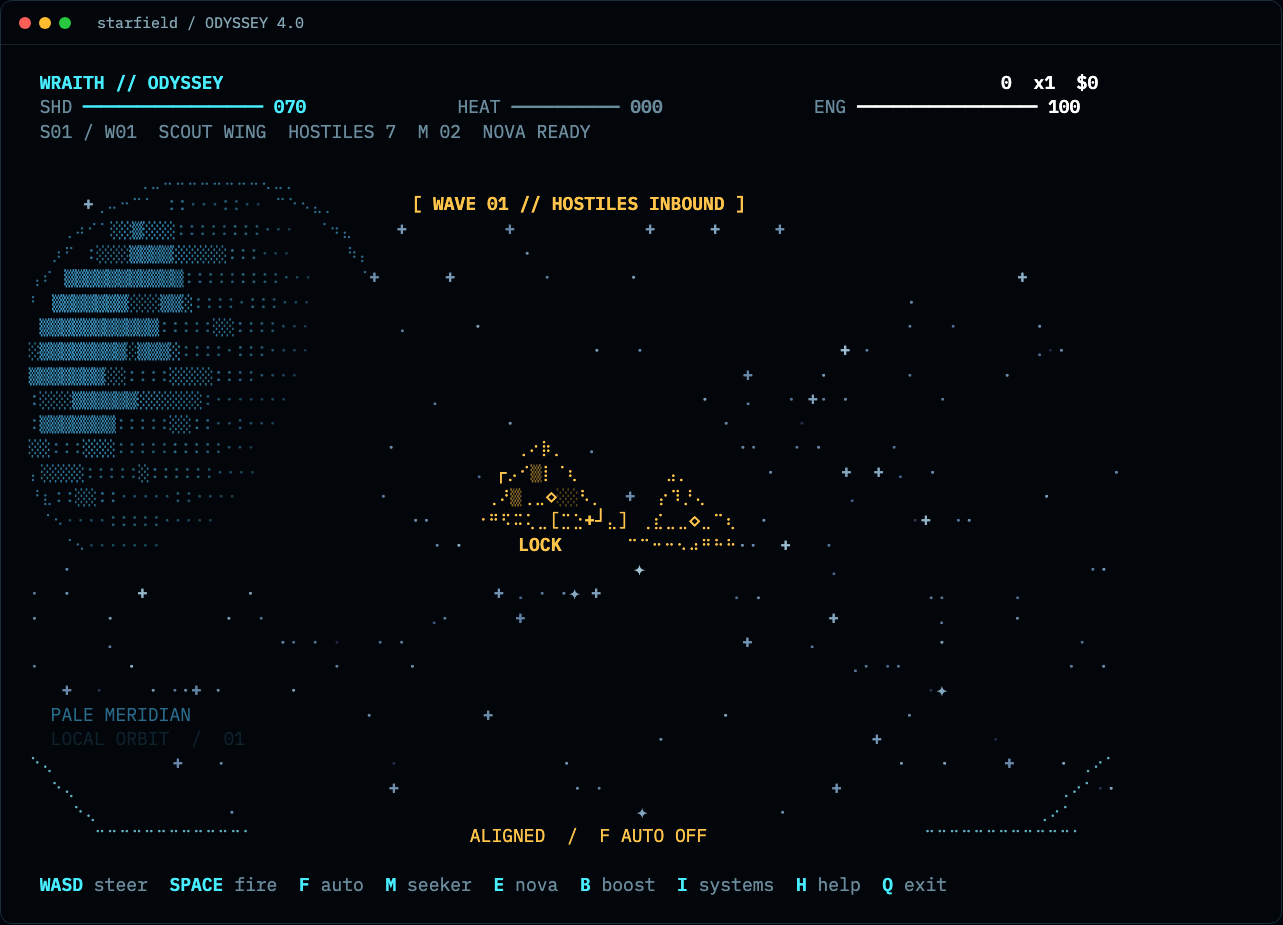 starfield / ODYSSEY 4.0
WRAITH // ODYSSEY 0 x1 $0
SHD 070 HEAT 000 ENG 100
S01 / W01 SCOUT WING HOSTILES 7 M 02 NOVA READY
[ WAVE 01 // HOSTILES INBOUND ]
LOCK
PALE MERIDIAN
LOCAL ORBIT / 01
ALIGNED / F AUTO OFF
WASD steer SPACE fire F auto M seeker E nova B boost I systems H help Q exit